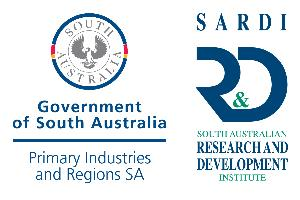 SOUTH
AUSTRALIA
Government
of South Australia
Primary Industries
and Regions SA
SARDI
R&D
SOUTH AUSTRALIAN
RESEARCH AND
DEVELOPMENT
INSTITUTE